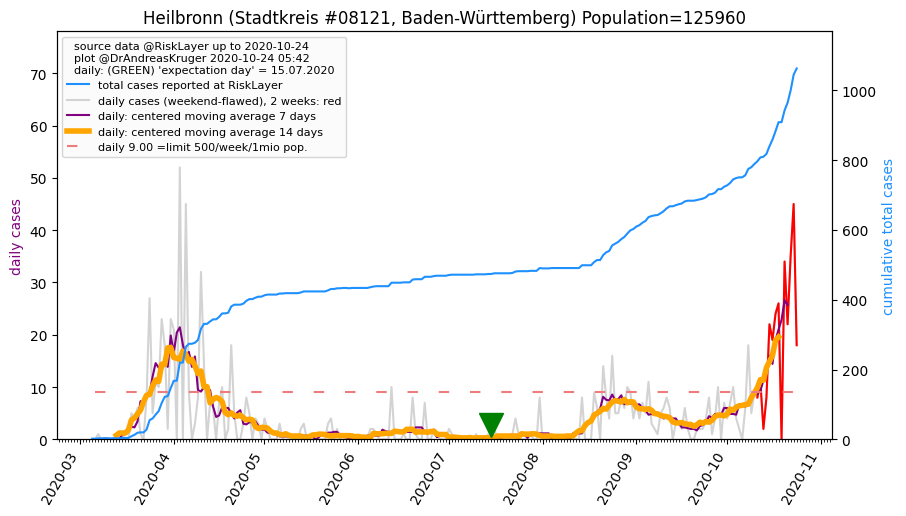 Heilbronn (Stadtkreis #08121, Baden-Württemberg) Population=125960
source data @RiskLayer up to 2020-10-24
plot @DrAndreasKruger 2020-10-24 05:42
daily: (GREEN) 'expectation day' = 15.07.2020
total cases reported at RiskLayer
daily cases (weekend-flawed), 2 weeks: red
daily: centered moving average 7 days
daily: centered moving average 14 days
daily 9.00 =limit 500/week/1mio pop.
daily cases
70
60
50
40
30
20
10
0
cumulative total cases
1000
800
600
400
200
0
2020-03
2020-04
2020-05
2020-06
2020-07
2020-08
2020-09
2020-10
2020-11